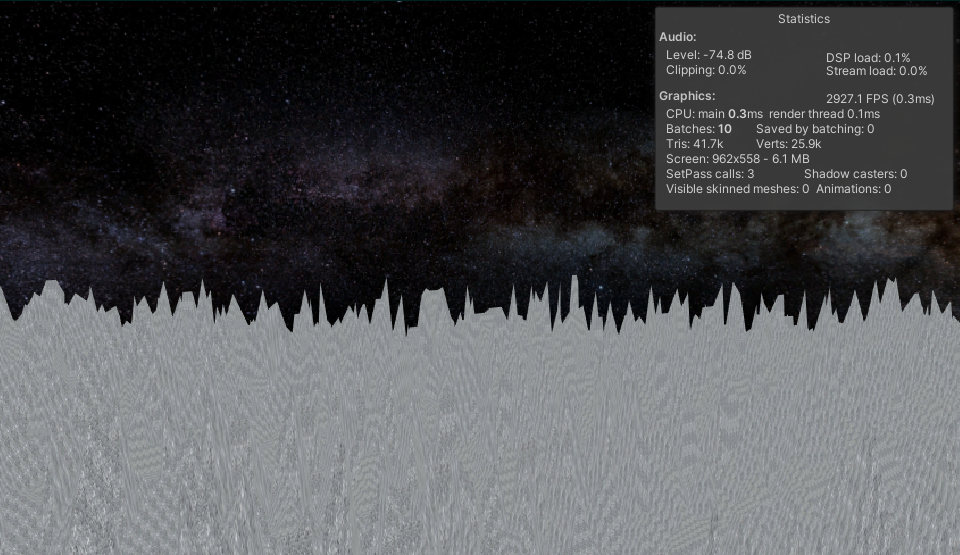 Statistics
Audio:
Level: -74.8 dB DSP load: 0.1%
Clipping: 0.0% Stream load: 0.0%
Graphics: 2927.1 FPS (0.3ms)
CPU: main 0.3ms render thread 0.1ms
Batches: 10 Saved by batching: 0
Tris: 41.7k Verts: 25.9k
Screen: 962x558 - 6.1 MB
SetPass calls: 3 Shadow casters: 0
Visible skinned meshes: 0 Animations: 0